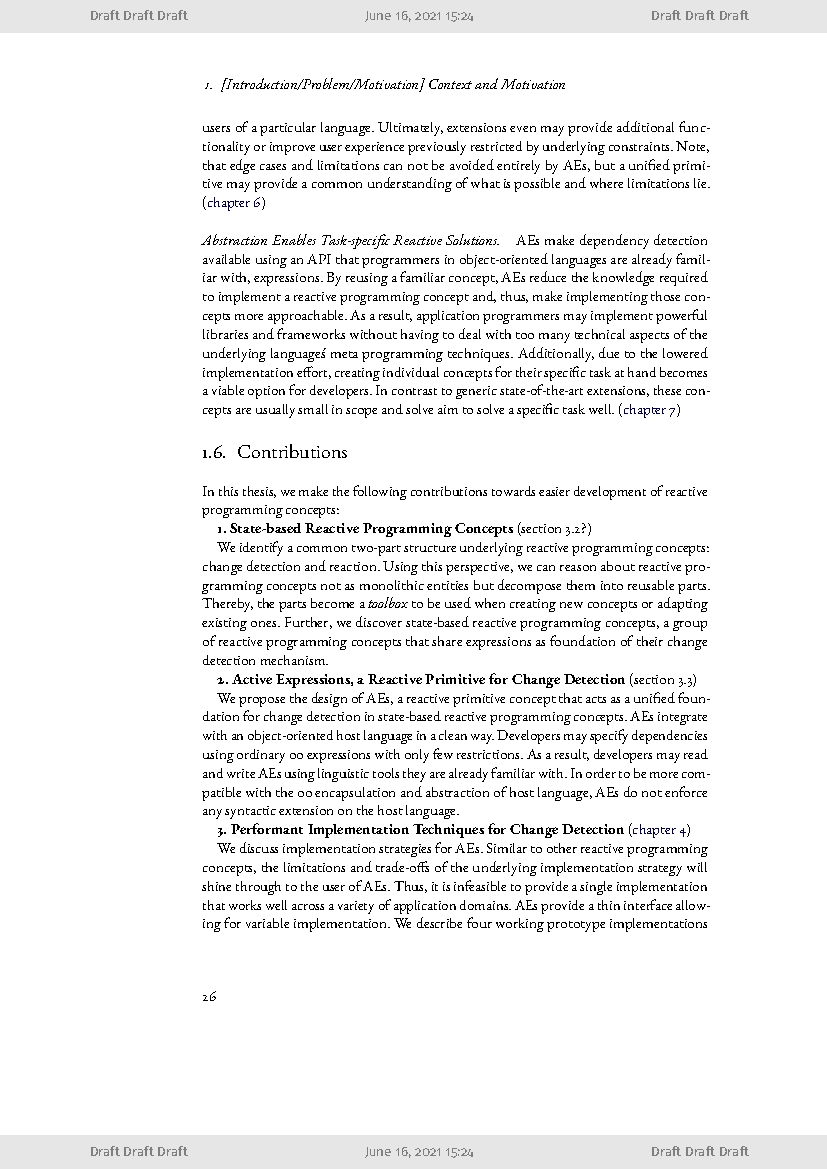 Draft Draft Draft June 16, 2021 15:24 Draft Draft Draft
1. [Introduction/Problem/Motivation] Context and Motivation
users of a particular language. Ultimately, extensions even may provide additional func-
tionality or improve user experience previously restricted by underlying constraints. Note,
that edge cases and limitations can not be avoided entirely by AEs, but a unified primi-
tive may provide a common understanding of what is possible and where limitations lie.
(chapter 6)
Abstraction Enables Task-specific Reactive Solutions. AEs make dependency detection
available using an API that programmers in object-oriented languages are already famil-
iar with, expressions. By reusing a familiar concept, AEs reduce the knowledge required
to implement a reactive programming concept and, thus, make implementing those con-
cepts more approachable. As a result, application programmers may implement powerful
libraries and frameworks without having to deal with too many technical aspects of the
underlying languageś meta programming techniques. Additionally, due to the lowered
implementation effort, creating individual concepts for their specific task at hand becomes
a viable option for developers. In contrast to generic state-of-the-art extensions, these con-
cepts are usually small in scope and solve aim to solve a specific task well. (chapter 7)
1.6. Contributions
In this thesis, we make the following contributions towards easier development of reactive
programming concepts:
1. State-based Reactive Programming Concepts (section 3.2?)
We identify a common two-part structure underlying reactive programming concepts:
change detection and reaction. Using this perspective, we can reason about reactive pro-
gramming concepts not as monolithic entities but decompose them into reusable parts.
Thereby, the parts become a toolbox to be used when creating new concepts or adapting
existing ones. Further, we discover state-based reactive programming concepts, a group
of reactive programming concepts that share expressions as foundation of their change
detection mechanism.
2. Active Expressions, a Reactive Primitive for Change Detection (section 3.3)
We propose the design of AEs, a reactive primitive concept that acts as a unified foun-
dation for change detection in state-based reactive programming concepts. AEs integrate
with an object-oriented host language in a clean way. Developers may specify dependencies
using ordinary oo expressions with only few restrictions. As a result, developers may read
and write AEs using linguistic tools they are already familiar with. In order to be more com-
patible with the oo encapsulation and abstraction of host language, AEs do not enforce
any syntactic extension on the host language.
3. Performant Implementation Techniques for Change Detection (chapter 4)
We discuss implementation strategies for AEs. Similar to other reactive programming
concepts, the limitations and trade-offs of the underlying implementation strategy will
shine through to the user of AEs. Thus, it is infeasible to provide a single implementation
that works well across a variety of application domains. AEs provide a thin interface allow-
ing for variable implementation. We describe four working prototype implementations
26
Draft Draft Draft June 16, 2021 15:24 Draft Draft Draft